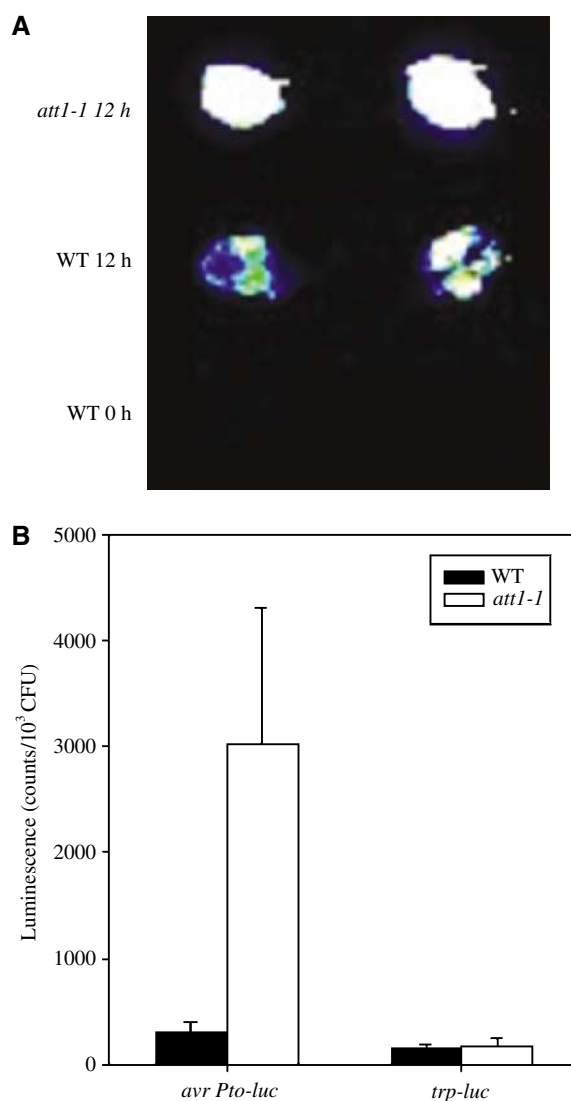 A
att1-1 12 h
WT 12 h
WT 0 h
B
5000
4000
3000
2000
1000
0
Luminescence (counts/10³ CFU)
WT
att1-1
avr Pto-luc
trp-luc